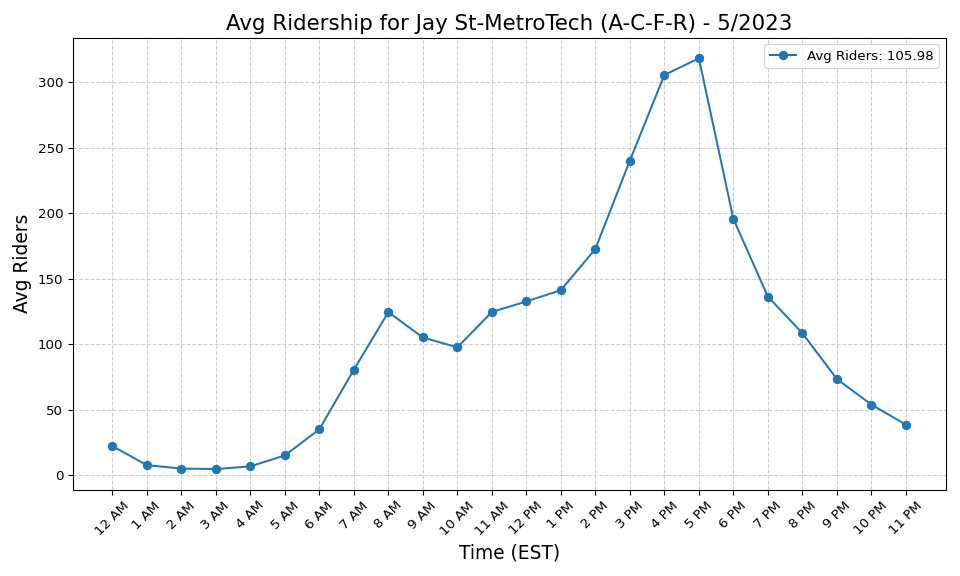 Avg Ridership for Jay St-MetroTech (A-C-F-R) - 5/2023
Avg Riders: 105.98
Avg Riders
300
250
200
150
100
50
0
12 AM 1 AM 2 AM 3 AM 4 AM 5 AM 6 AM 7 AM 8 AM 9 AM 10 AM 11 AM 12 PM 1 PM 2 PM 3 PM 4 PM 5 PM 6 PM 7 PM 8 PM 9 PM 10 PM 11 PM
Time (EST)